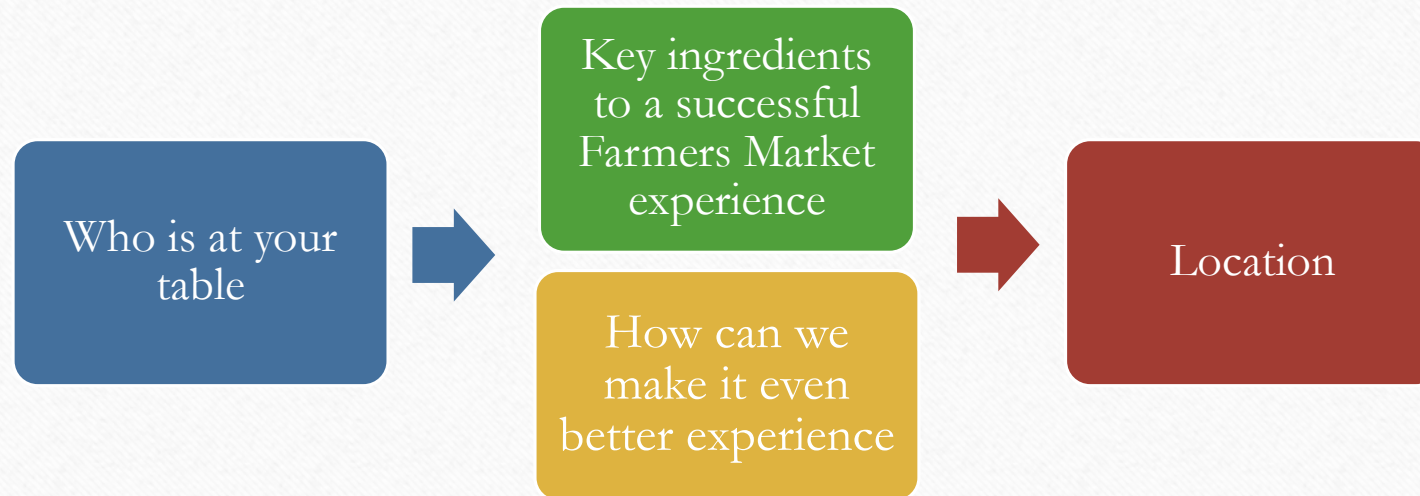 Who is at your
table
Key ingredients
to a successful
Farmers Market
experience
How can we
make it even
better experience
Location